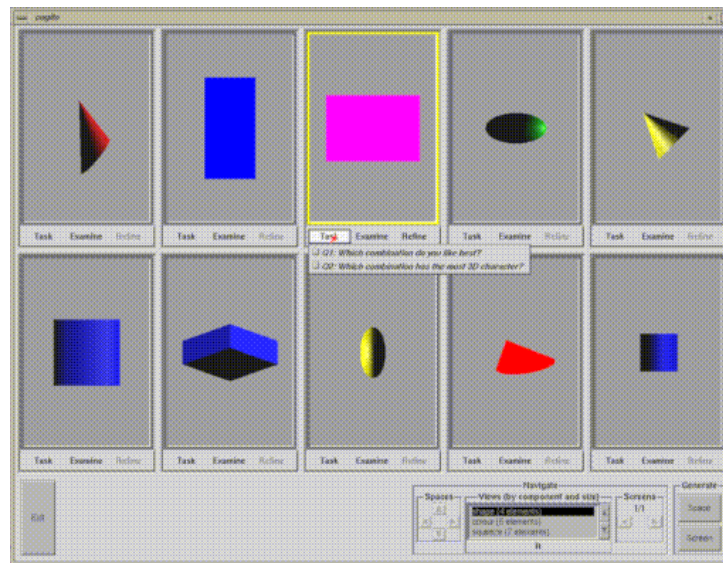 cogito
Task Examine Refine Task Examine Refine Task Examine Refine Task Examine Refine Task Examine Refine
Q1: Which combination do you like best?
Q2: Which combination has the most 3D character?
Task Examine Refine Task Examine Refine Task Examine Refine Task Examine Refine Task Examine Refine
Navigate Generate
Spaces Views (by component and size) Screens
Exit
shape (4 elements) 1/1 Space
colour (6 elements)
squeeze (7 elements)
Screen